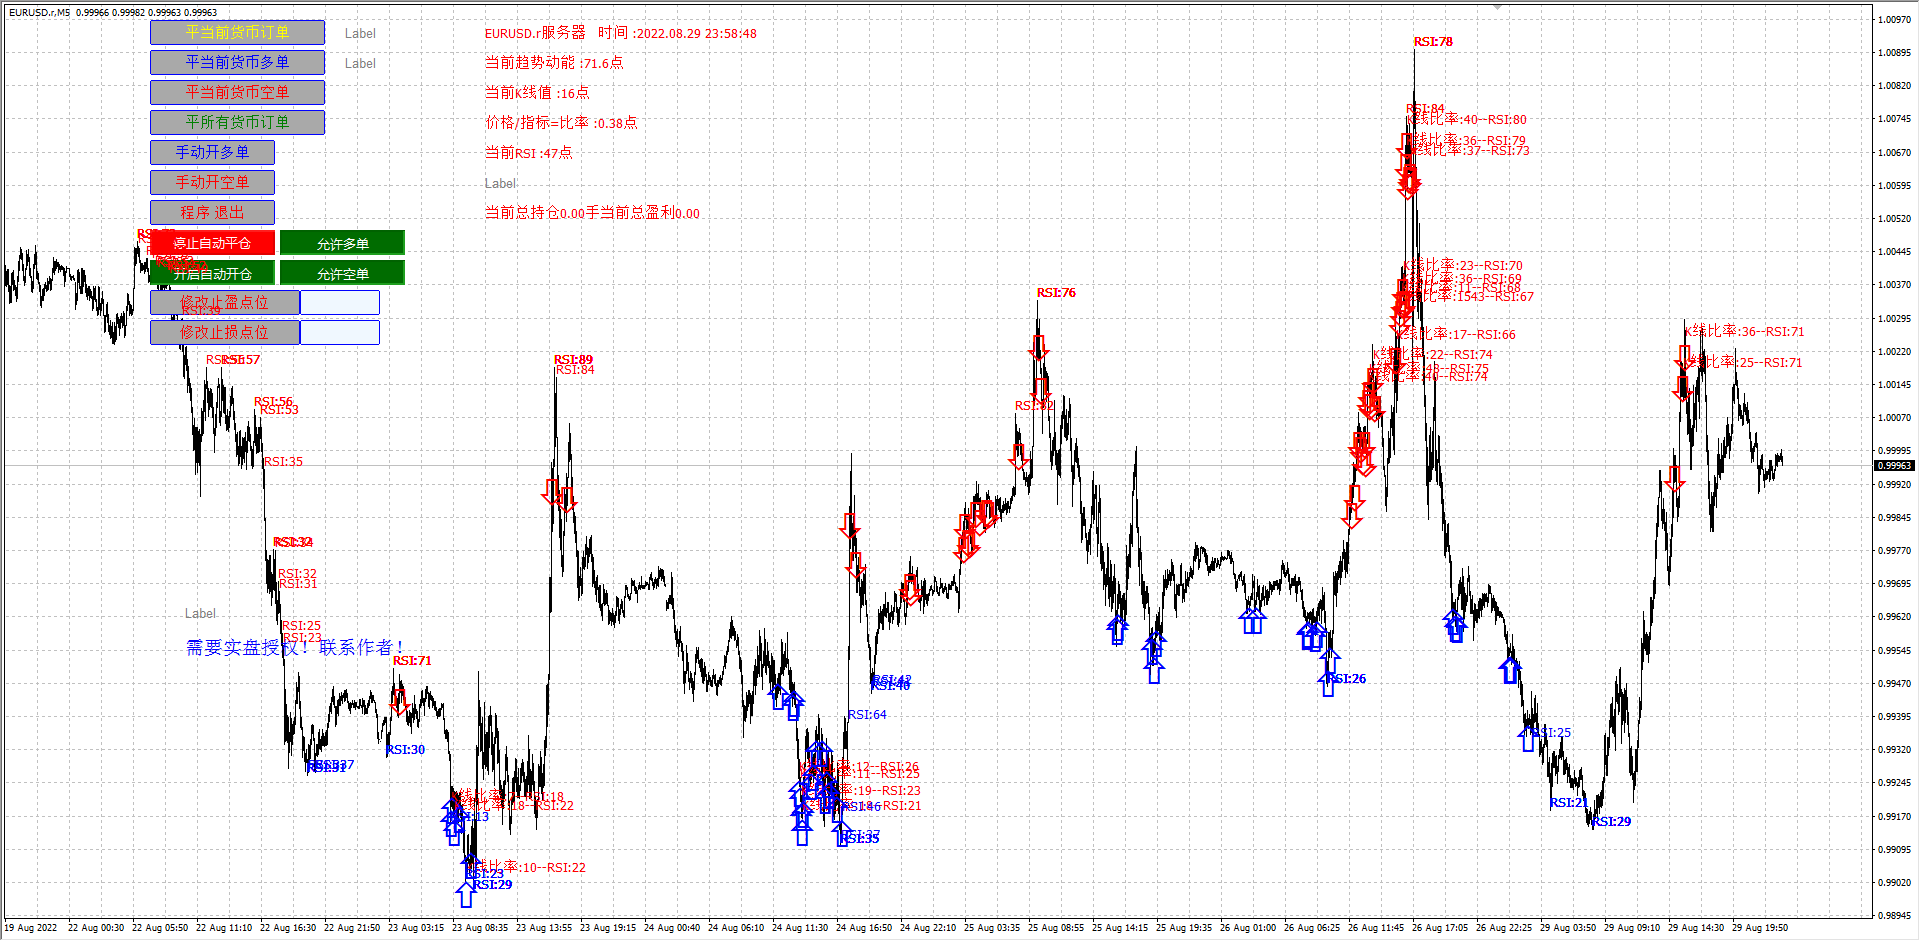 EURUSD.r,M5 0.99966 0.99982 0.99963 0.99963
平当前货币订单
Label
EURUSD.r服务器 时间 :2022.08.29 23:58:48
平当前货币多单
Label
当前趋势动能 :71.6点
平当前货币空单
当前K线值 :16点
平所有货币订单
价格/指标=比率 :0.38点
手动开多单
当前RSI :47点
手动开空单
Label
程序 退出
当前总持仓0.00手当前总盈利0.00
停止自动平仓
允许多单
开启自动开仓
允许空单
修改止盈点位
修改止损点位
RSI:39
RSI:57
RSI:56
RSI:53
RSI:35
RSI:32
RSI:31
RSI:25
RSI:23
Label
需要实盘授权！联系作者！
RSI:71
RSI:30
RSI:29
K线比率:10--RSI:22
RSI:89
RSI:84
RSI:64
RSI:76
RSI:82
RSI:26
RSI:78
RSI:84
K线比率:40--RSI:80
K线比率:36--RSI:79
K线比率:37--RSI:73
K线比率:23--RSI:70
K线比率:36--RSI:69
K线比率:11--RSI:68
K线比率:1543--RSI:67
K线比率:17--RSI:66
K线比率:22--RSI:74
RSI:25
RSI:21
RSI:29
K线比率:36--RSI:71
K线比率:25--RSI:71
1.00970
1.00895
1.00820
1.00745
1.00670
1.00595
1.00520
1.00445
1.00370
1.00295
1.00220
1.00145
1.00070
0.99995
0.99963
0.99920
0.99845
0.99770
0.99695
0.99620
0.99545
0.99470
0.99395
0.99320
0.99245
0.99170
0.99095
0.99020
0.98945
19 Aug 2022
22 Aug 00:30
22 Aug 05:50
22 Aug 11:10
22 Aug 16:30
22 Aug 21:50
23 Aug 03:15
23 Aug 08:35
23 Aug 13:55
23 Aug 19:15
24 Aug 00:40
24 Aug 06:10
24 Aug 11:30
24 Aug 16:50
24 Aug 22:10
25 Aug 03:35
25 Aug 08:55
25 Aug 14:15
25 Aug 19:35
26 Aug 01:00
26 Aug 06:25
26 Aug 11:45
26 Aug 17:05
26 Aug 22:25
29 Aug 03:50
29 Aug 09:10
29 Aug 14:30
29 Aug 19:50